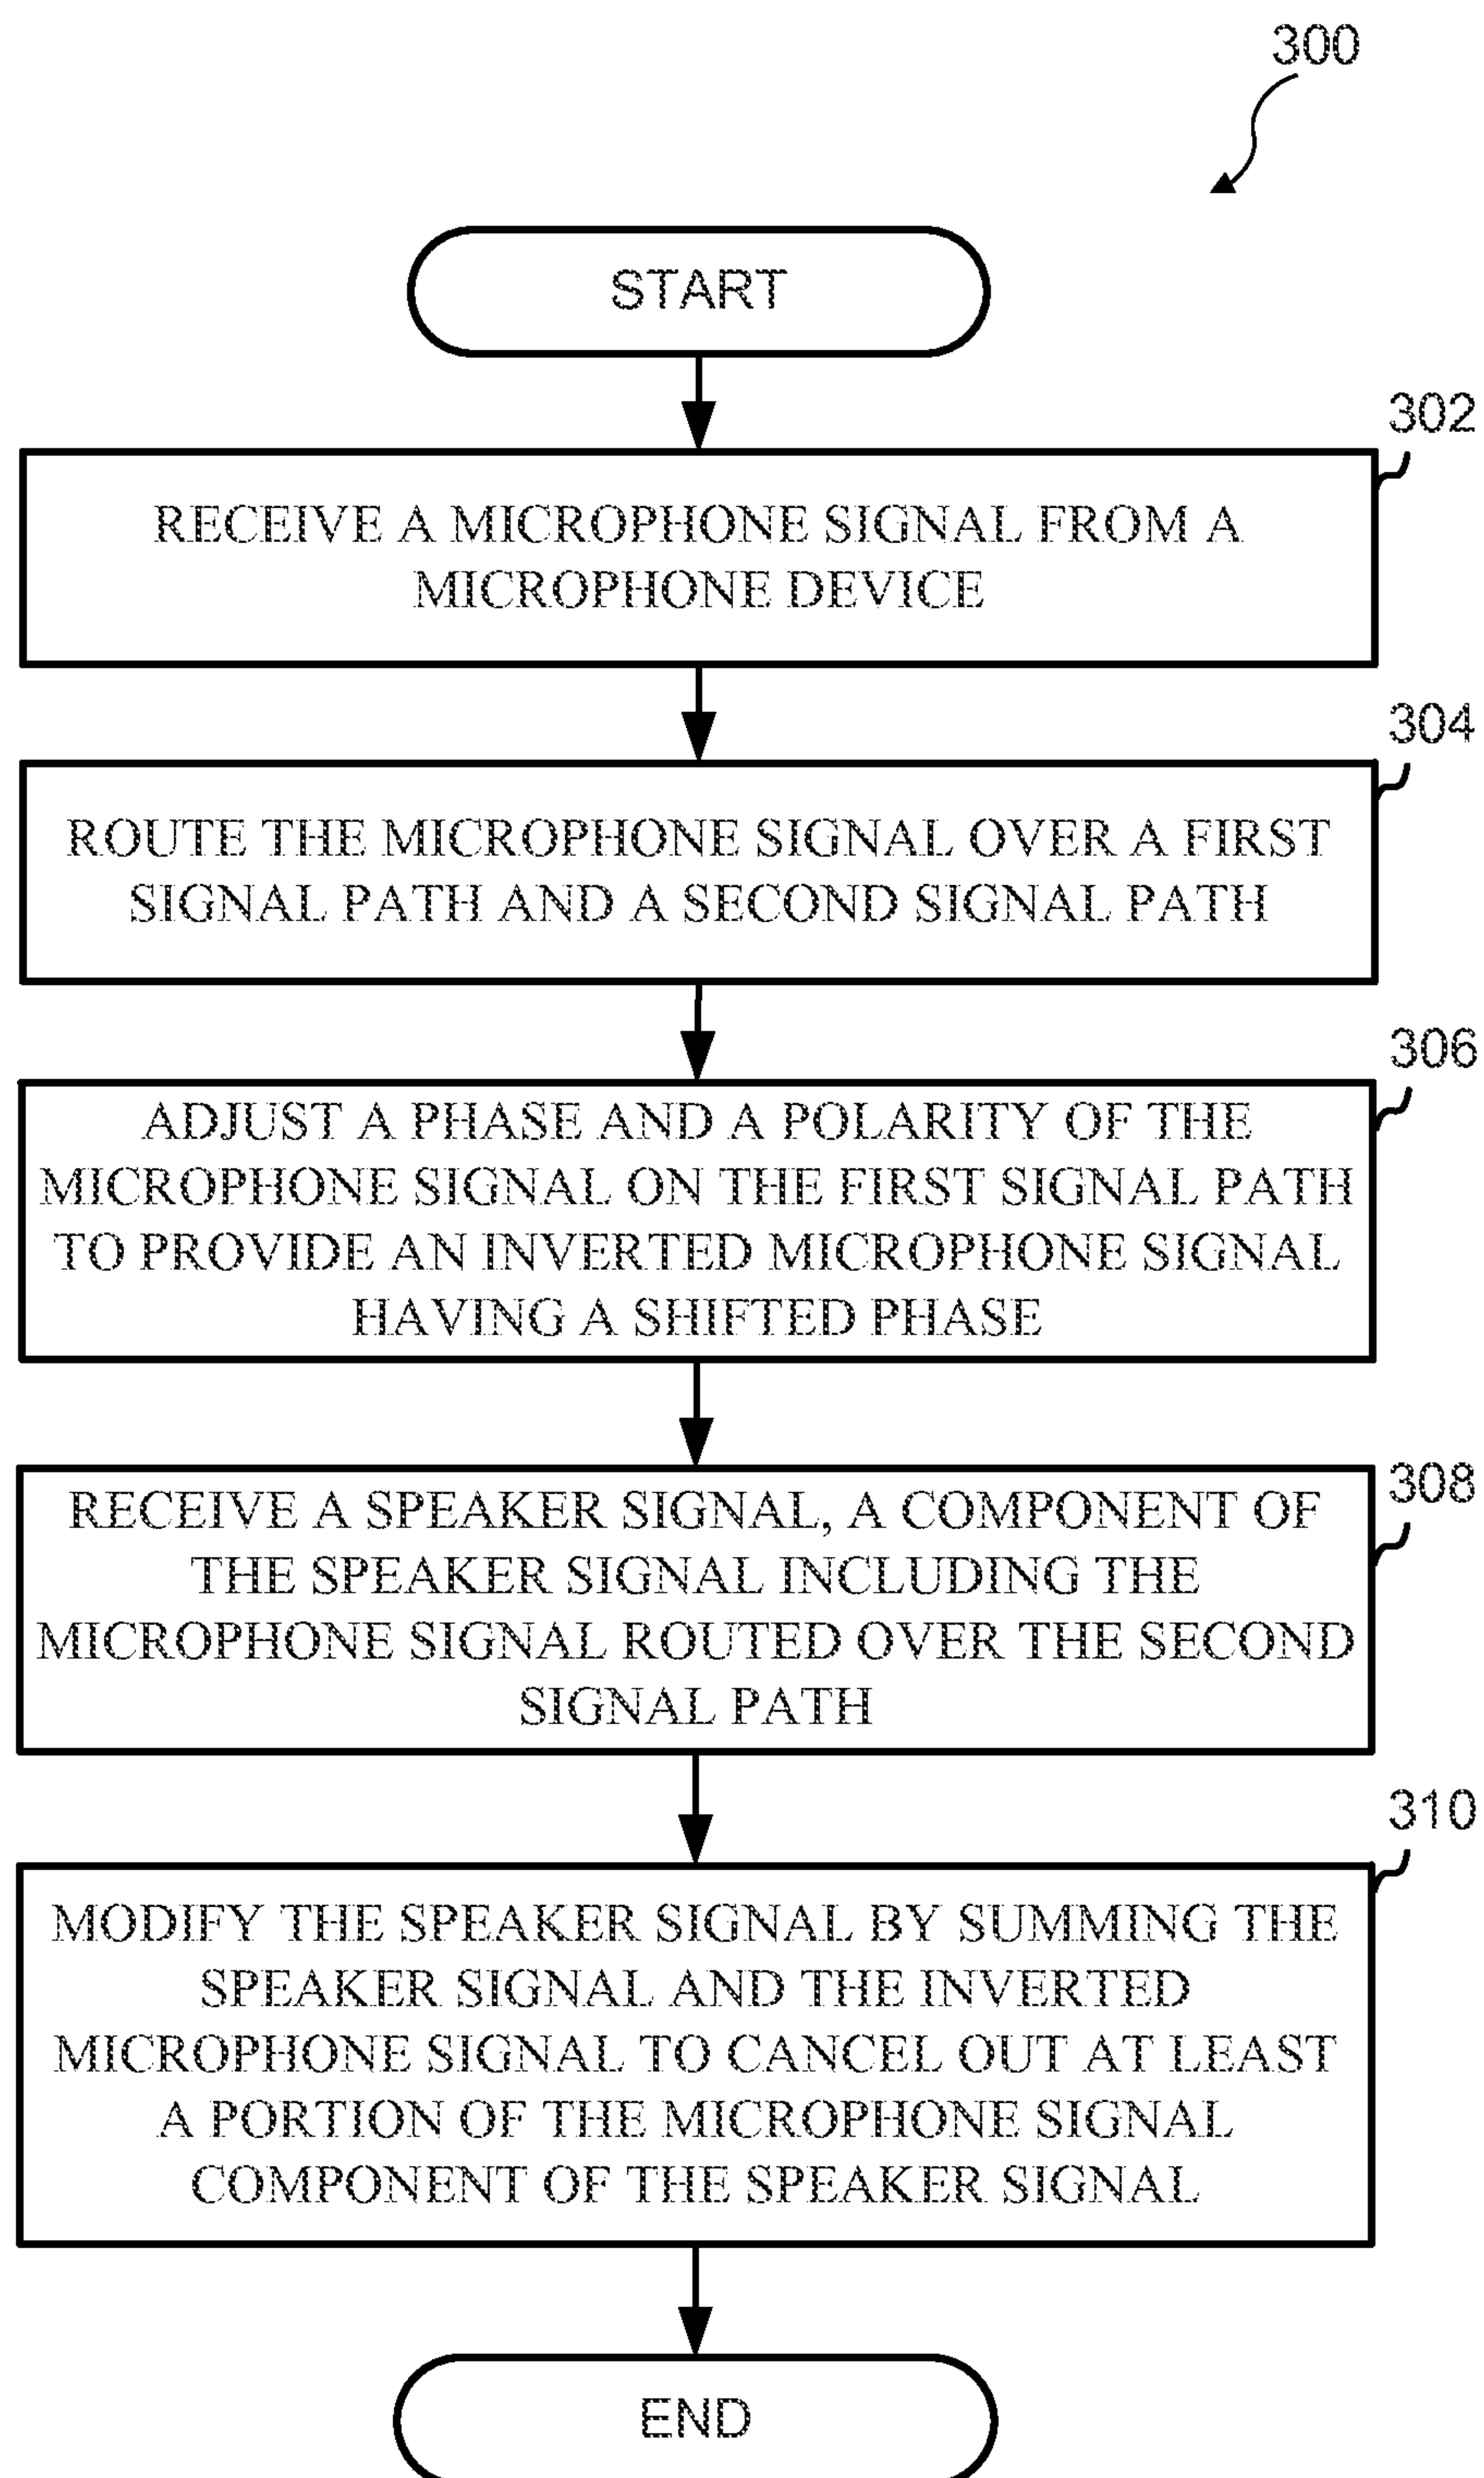 300
START
302
RECEIVE A MICROPHONE SIGNAL FROM A
MICROPHONE DEVICE
304
ROUTE THE MICROPHONE SIGNAL OVER A FIRST
SIGNAL PATH AND A SECOND SIGNAL PATH
306
ADJUST A PHASE AND A POLARITY OF THE
MICROPHONE SIGNAL ON THE FIRST SIGNAL PATH
TO PROVIDE AN INVERTED MICROPHONE SIGNAL
HAVING A SHIFTED PHASE
308
RECEIVE A SPEAKER SIGNAL, A COMPONENT OF
THE SPEAKER SIGNAL INCLUDING THE
MICROPHONE SIGNAL ROUTED OVER THE SECOND
SIGNAL PATH
310
MODIFY THE SPEAKER SIGNAL BY SUMMING THE
SPEAKER SIGNAL AND THE INVERTED
MICROPHONE SIGNAL TO CANCEL OUT AT LEAST
A PORTION OF THE MICROPHONE SIGNAL
COMPONENT OF THE SPEAKER SIGNAL
END